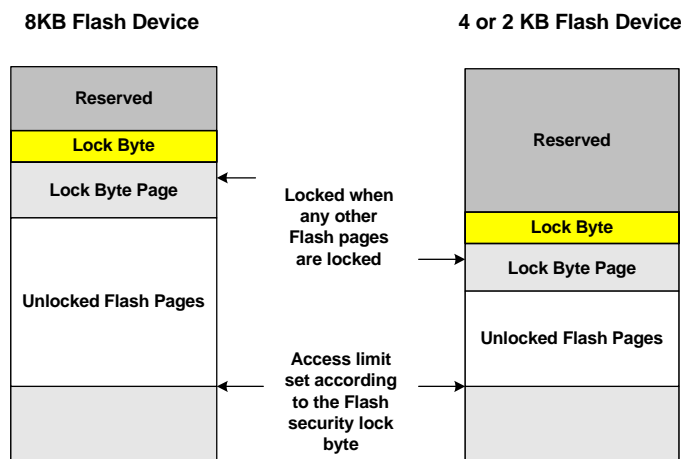 8KB Flash Device
4 or 2 KB Flash Device
Reserved
Lock Byte
Lock Byte Page
Unlocked Flash Pages
Locked when
any other
Flash pages
are locked
Access limit
set according
to the Flash
security lock
byte
Reserved
Lock Byte
Lock Byte Page
Unlocked Flash Pages